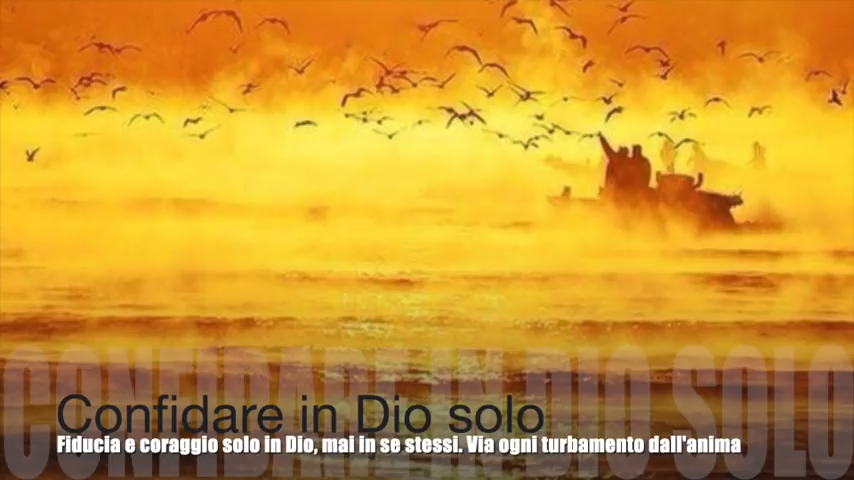 CONFIDARE IN DIO SOLO
Confidare in Dio solo
Fiducia e coraggio solo in Dio, mai in se stessi. Via ogni turbamento dall'anima